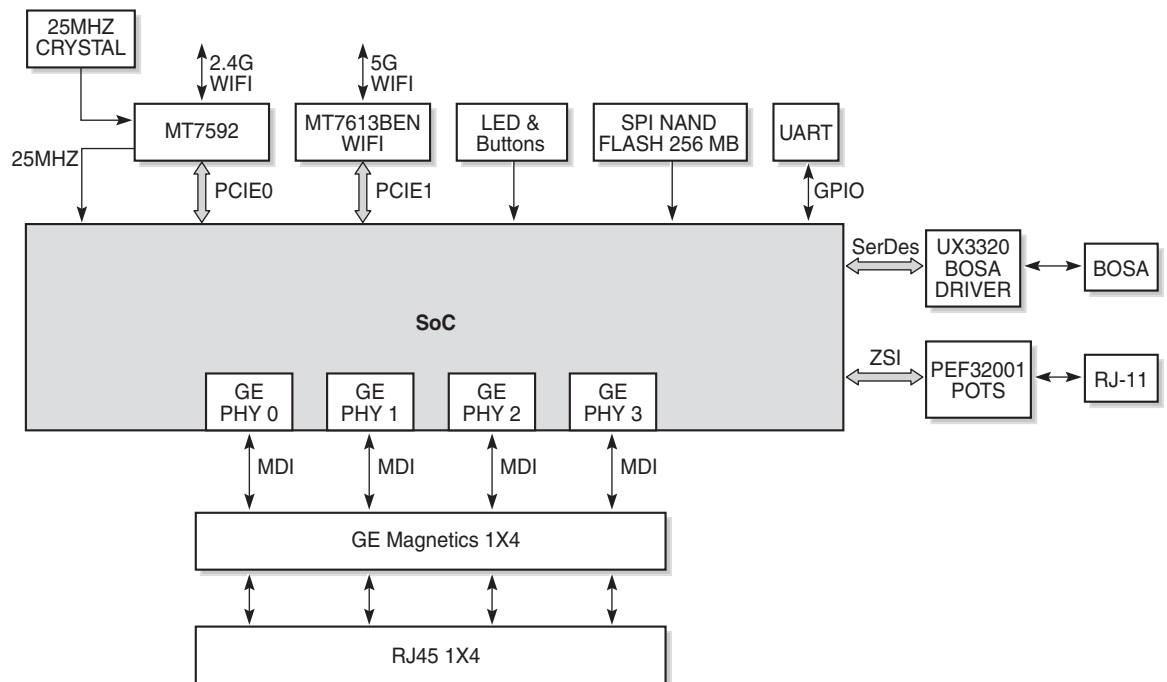 25MHZ
CRYSTAL
2.4G
WIFI
5G
WIFI
MT7592
MT7613BEN
WIFI
LED &
Buttons
SPI NAND
FLASH 256 MB
UART
25MHZ
PCIE0
PCIE1
GPIO
SerDes
UX3320
BOSA
DRIVER
BOSA
SoC
ZSI
PEF32001
POTS
RJ-11
GE
PHY 0
GE
PHY 1
GE
PHY 2
GE
PHY 3
MDI
MDI
MDI
MDI
GE Magnetics 1X4
RJ45 1X4